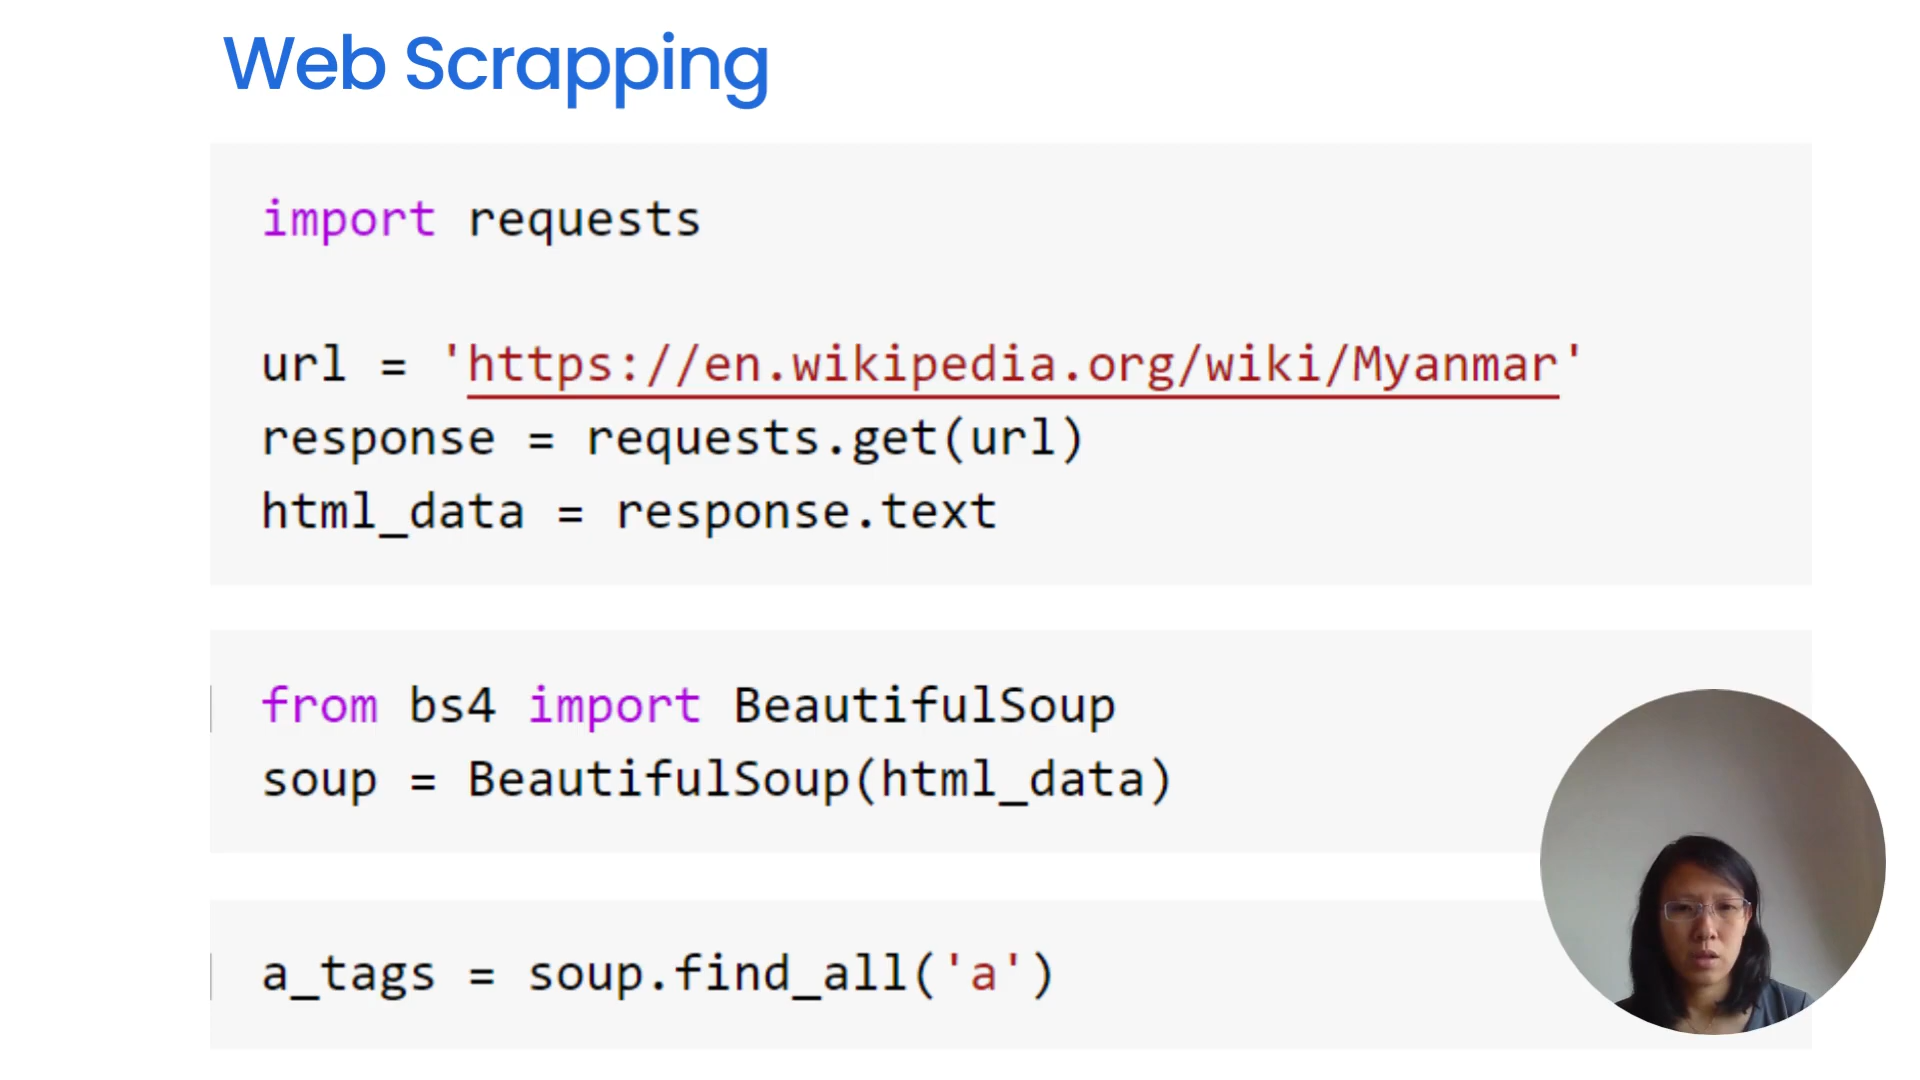 Web Scrapping
import requests
url = 'https://en.wikipedia.org/wiki/Myanmar'
response = requests.get(url)
html_data = response.text
from bs4 import BeautifulSoup
soup = BeautifulSoup(html_data)
a_tags = soup.find_all('a')